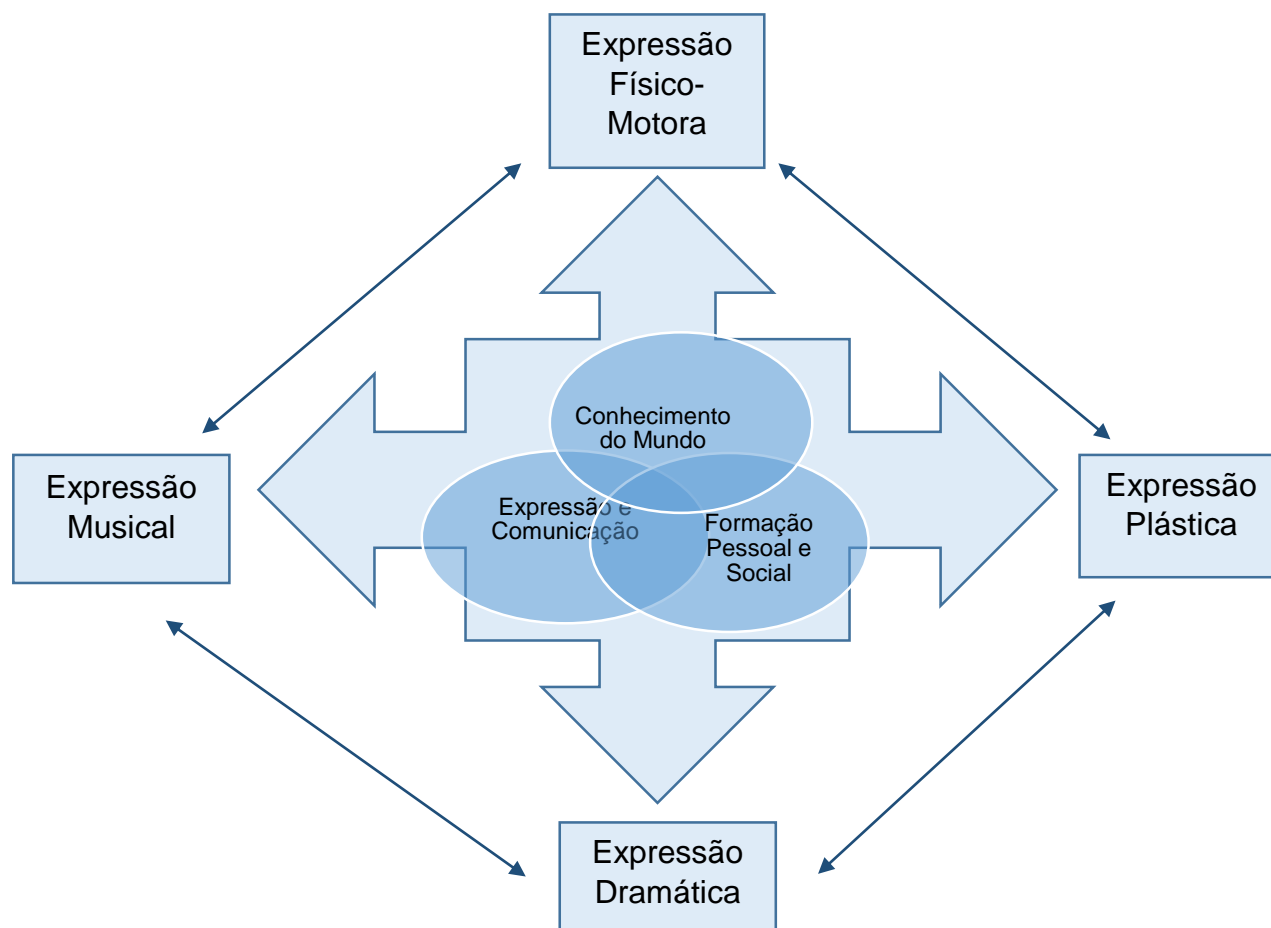 Expressão
Físico-
Motora
Conhecimento
do Mundo
Expressão
Musical
Expressão e
Comunicação
Formação
Pessoal e
Social
Expressão
Plástica
Expressão
Dramática